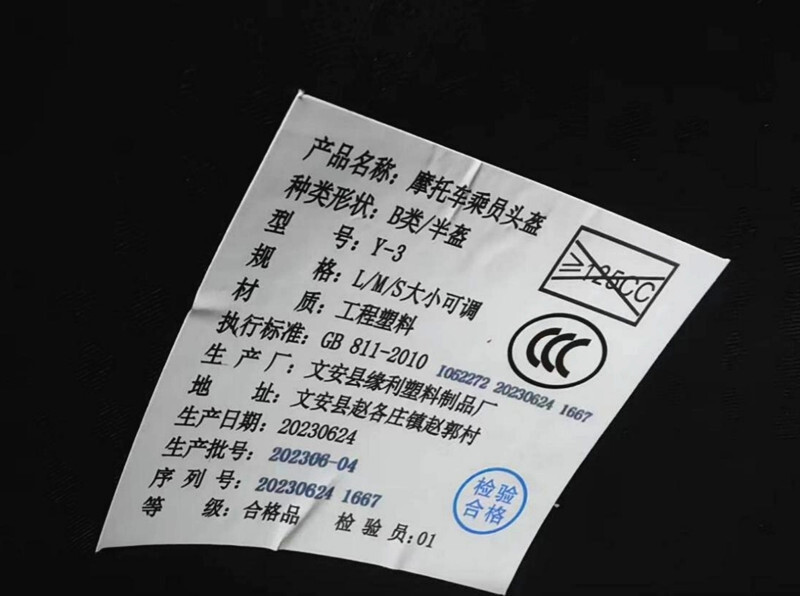 产品名称：摩托车乘员头盔
种类形状：B类/半盔
型　　号：Y-3
规　　格：L/M/S大小可调
材　　质：工程塑料
执行标准：GB 811-2010
≥125CC
CCC
I052272 20230624 1667
生 产 厂：文安县缘利塑料制品厂
地　　址：文安县赵各庄镇赵郭村
生产日期：20230624
生产批号：202306-04
序 列 号：20230624 1667
等　　级：合格品　检 验 员:01
检验
合格